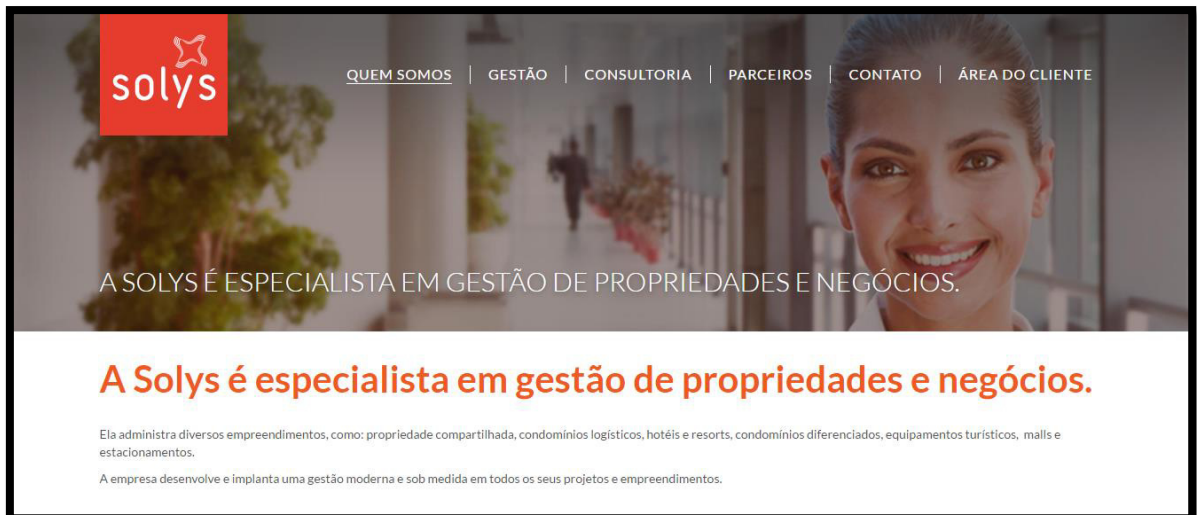 solys
QUEM SOMOS | GESTÃO | CONSULTORIA | PARCEIROS | CONTATO | ÁREA DO CLIENTE
A SOLYS É ESPECIALISTA EM GESTÃO DE PROPRIEDADES E NEGÓCIOS.
A Solys é especialista em gestão de propriedades e negócios.
Ela administra diversos empreendimentos, como: propriedade compartilhada, condomínios logísticos, hotéis e resorts, condomínios diferenciados, equipamentos turísticos, malls e
estacionamentos.
A empresa desenvolve e implanta uma gestão moderna e sob medida em todos os seus projetos e empreendimentos.